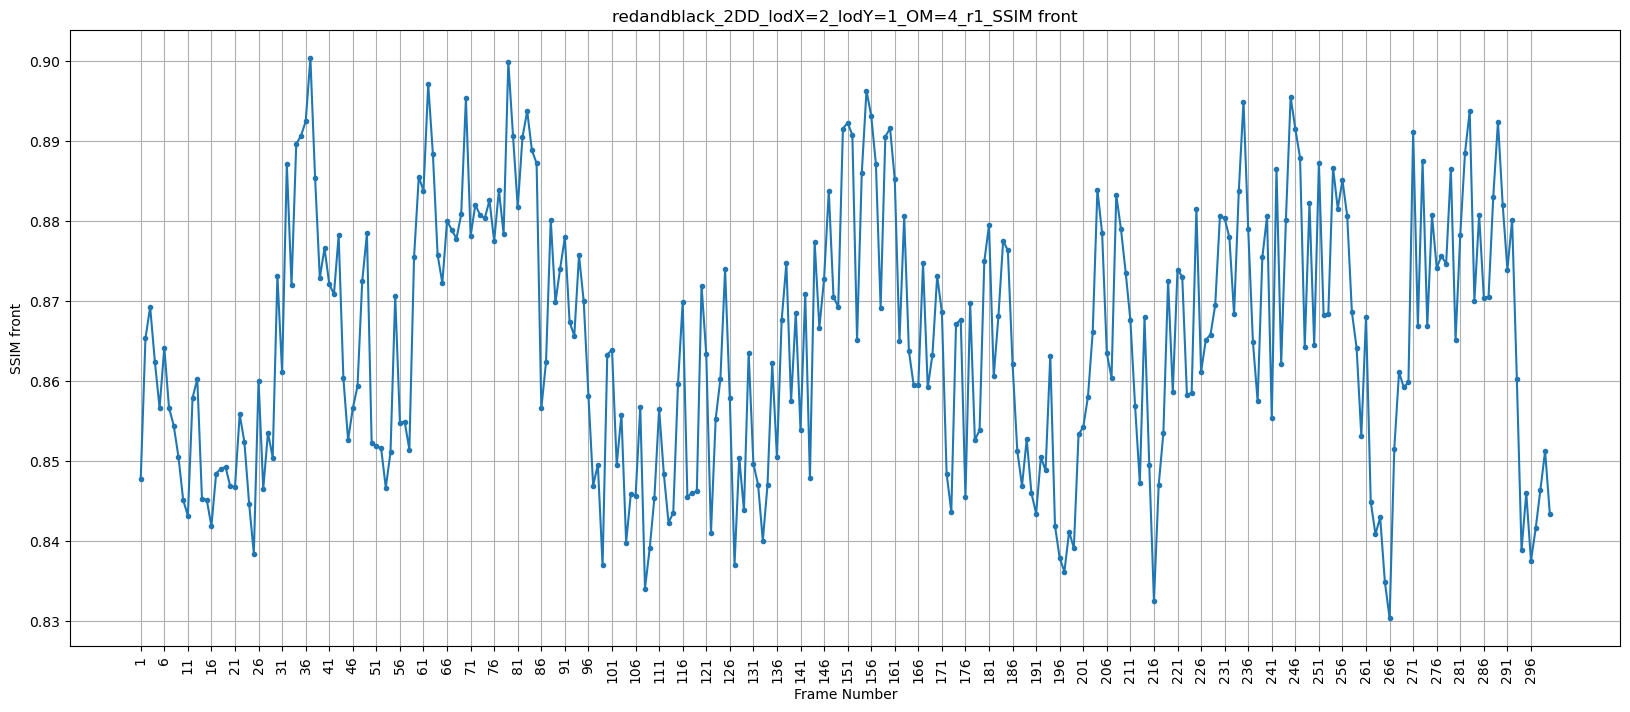 redandblack_2DD_lodX=2_lodY=1_OM=4_r1_SSIM front
SSIM front
0.90
0.89
0.88
0.87
0.86
0.85
0.84
0.83
1 6 11 16 21 26 31 36 41 46 51 56 61 66 71 76 81 86 91 96 101 106 111 116 121 126 131 136 141 146 151 156 161 166 171 176 181 186 191 196 201 206 211 216 221 226 231 236 241 246 251 256 261 266 271 276 281 286 291 296
Frame Number